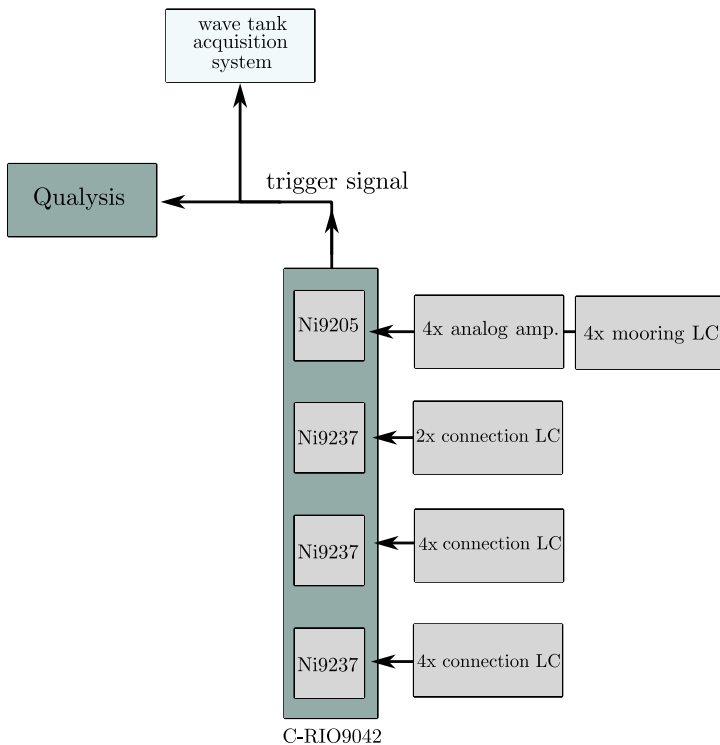 wave tank
acquisition
system
Qualysis
trigger signal
Ni9205
4x analog amp.
4x mooring LC
Ni9237
2x connection LC
Ni9237
4x connection LC
Ni9237
4x connection LC
C-RIO9042